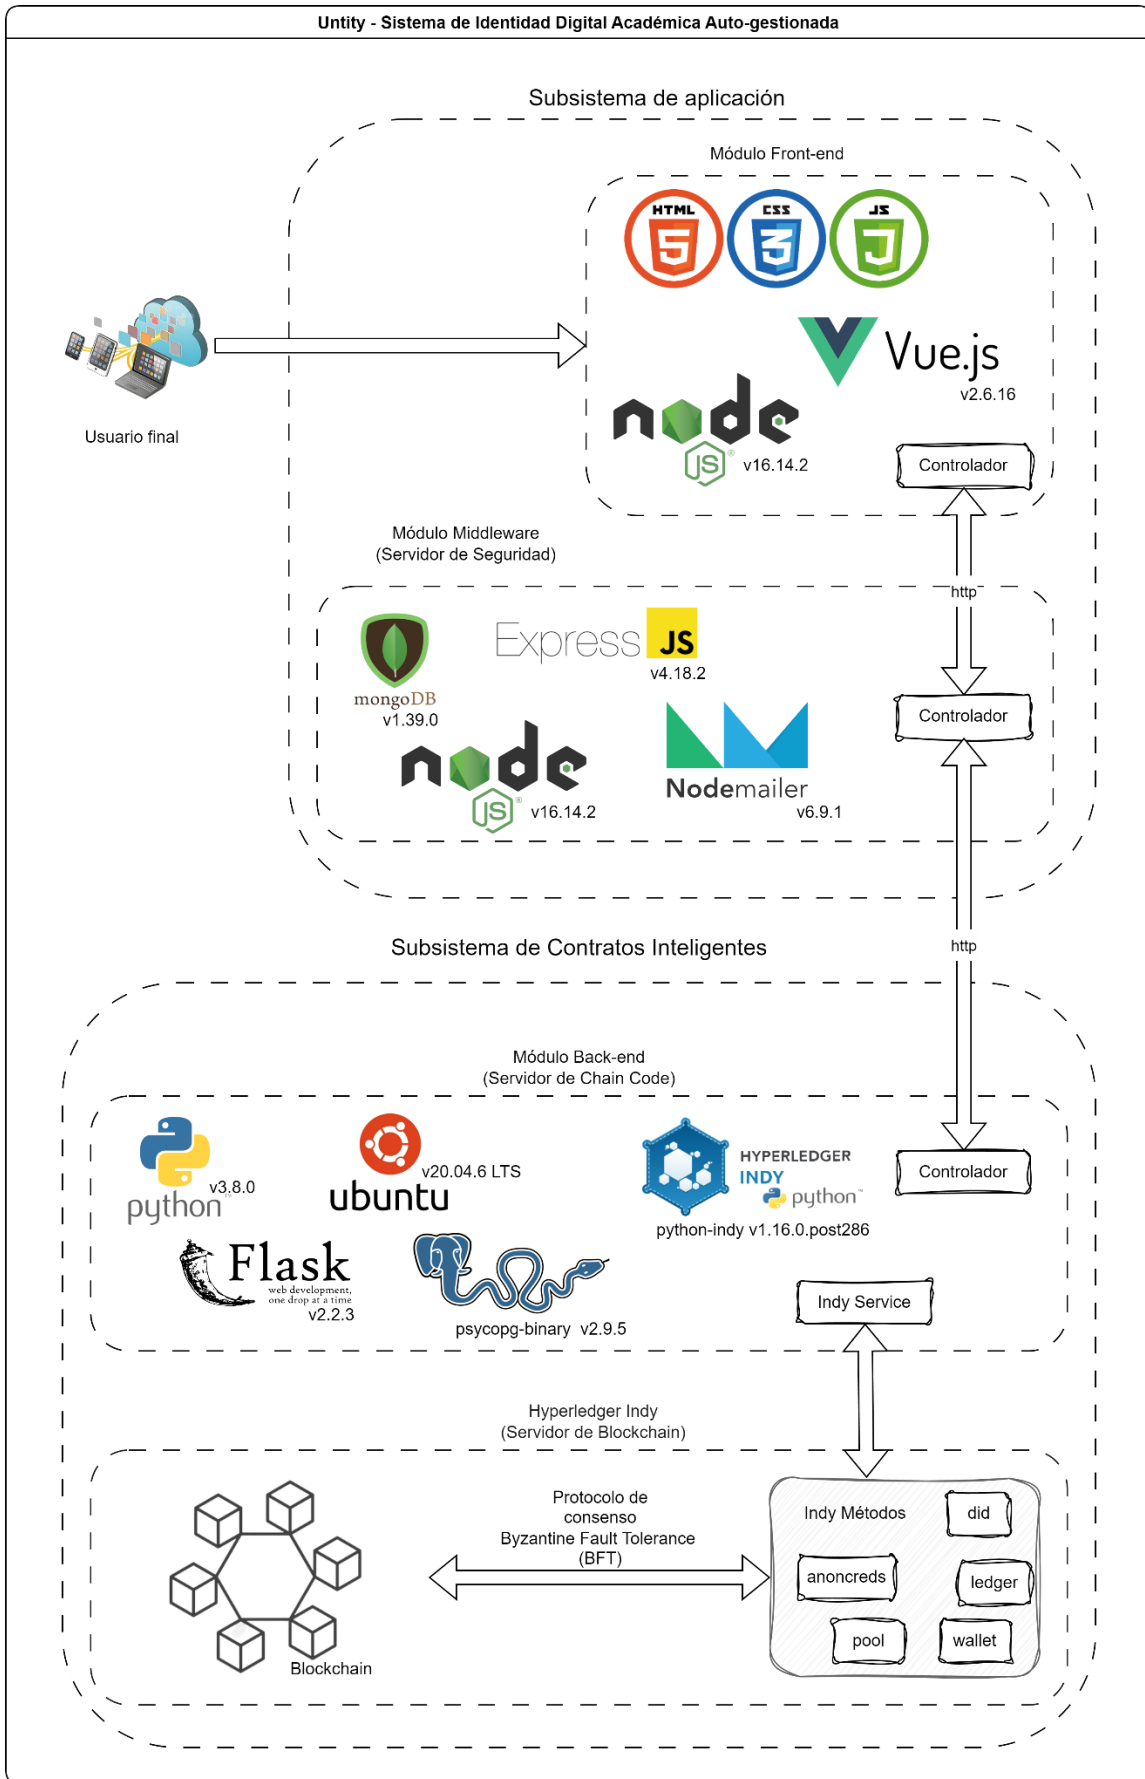 Untity - Sistema de Identidad Digital Académica Auto-gestionada
Subsistema de aplicación
Módulo Front-end
HTML
5
CSS
3
JS
Vue.js
v2.6.16
node
JS
v16.14.2
Usuario final
Controlador
Módulo Middleware
(Servidor de Seguridad)
http
mongoDB
v1.39.0
Express
JS
v4.18.2
Controlador
node
JS
v16.14.2
Nodemailer
v6.9.1
Subsistema de Contratos Inteligentes
http
Módulo Back-end
(Servidor de Chain Code)
python
v3.8.0
ubuntu
v20.04.6 LTS
HYPERLEDGER
INDY
python™
python-indy v1.16.0.post286
Controlador
Flask
web development,
one drop at a time
v2.2.3
psycopg-binary v2.9.5
Indy Service
Hyperledger Indy
(Servidor de Blockchain)
Blockchain
Protocolo de
consenso
Byzantine Fault Tolerance
(BFT)
Indy Métodos
did
anoncreds
ledger
pool
wallet